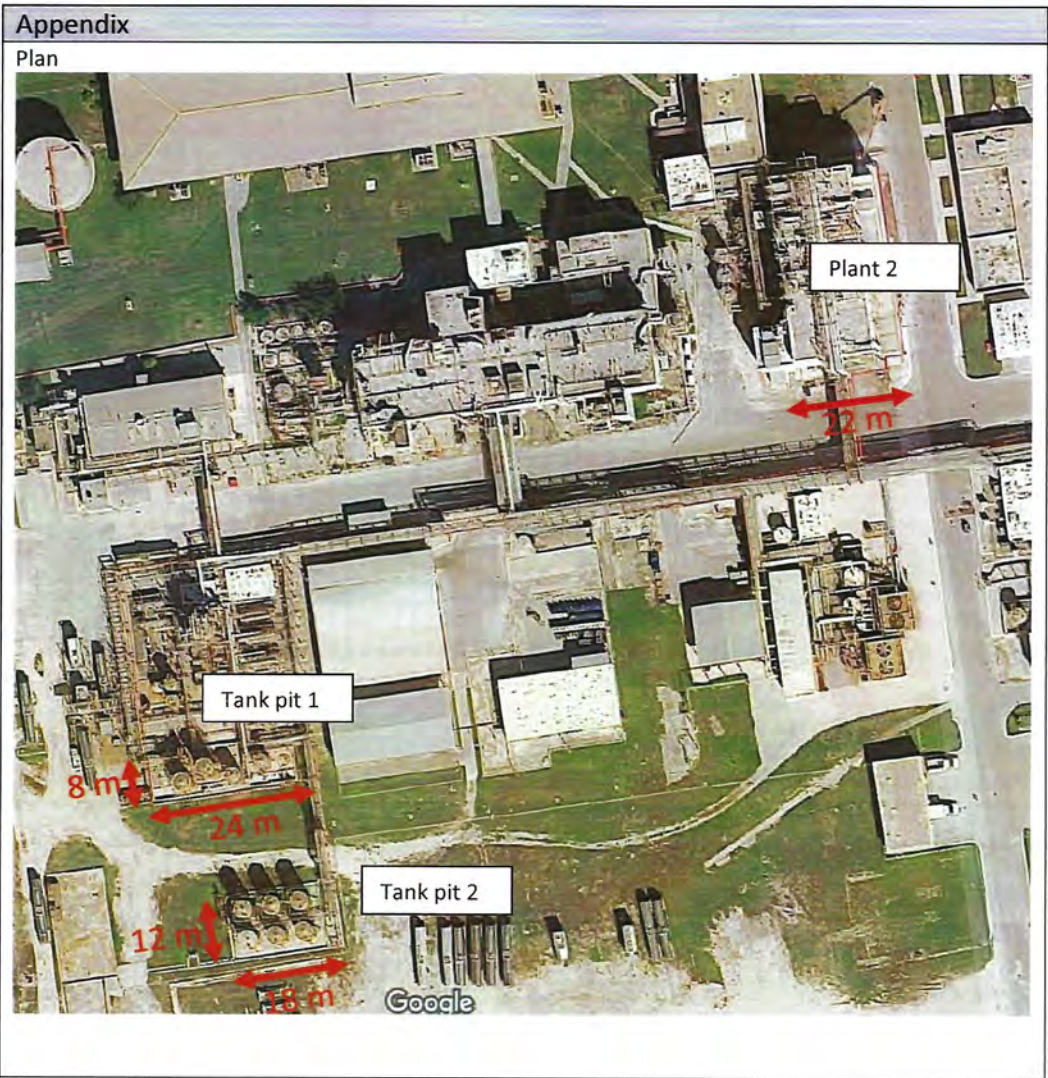 Appendix
Plan
Plant 2
22 m
Tank pit 1
8 m
24 m
Tank pit 2
12 m
18 m
Google